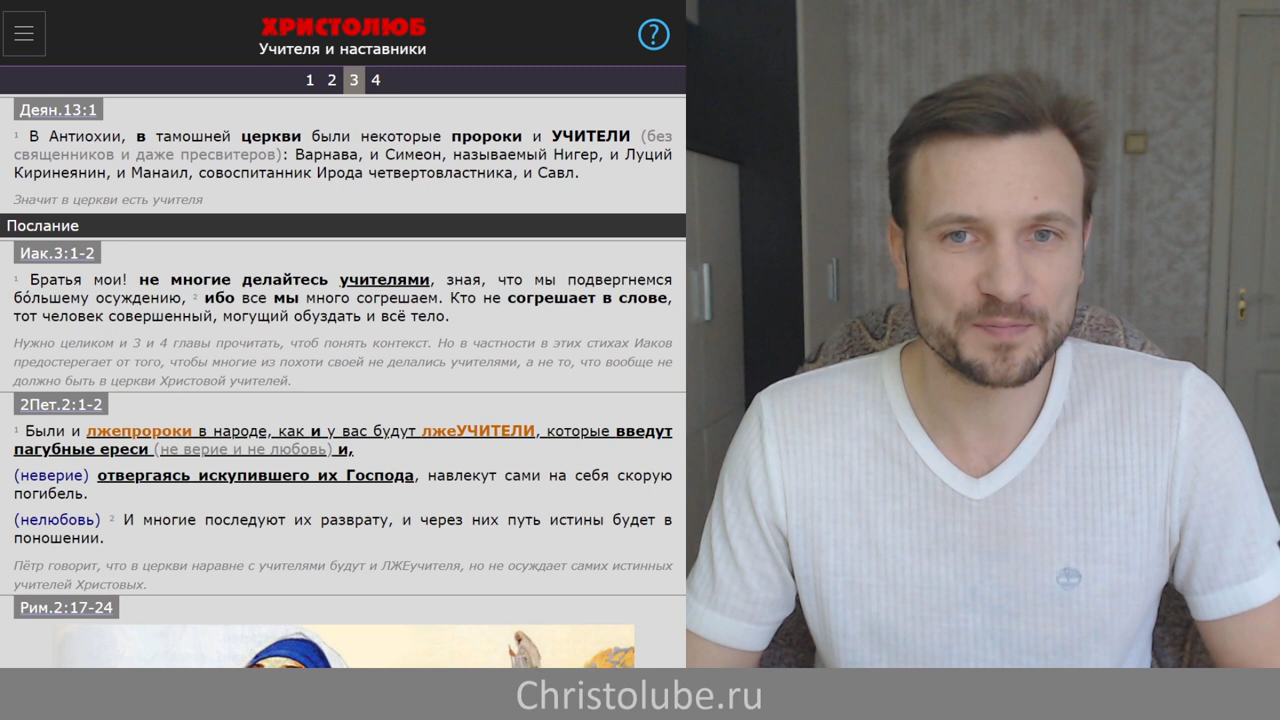 ХРИСТОЛЮБ
Учителя и наставники
?
1 2 3 4
Деян.13:1
1 В Антиохии, в тамошней церкви были некоторые пророки и УЧИТЕЛИ (без
священников и даже пресвитеров): Варнава, и Симеон, называемый Нигер, и Луций
Киринеянин, и Манаил, совоспитанник Ирода четвертовластника, и Савл.
Значит в церкви есть учителя
Послание
Иак.3:1-2
1 Братья мои! не многие делайтесь учителями, зная, что мы подвергнемся
бо́льшему осуждению, 2 ибо все мы много согрешаем. Кто не согрешает в слове,
тот человек совершенный, могущий обуздать и всё тело.
Нужно целиком и 3 и 4 главы прочитать, чтоб понять контекст. Но в частности в этих стихах Иаков
предостерегает от того, чтобы многие из похоти своей не делались учителями, а не то, что вообще не
должно быть в церкви Христовой учителей.
2Пет.2:1-2
1 Были и лжепророки в народе, как и у вас будут лжеУЧИТЕЛИ, которые введут
пагубные ереси (не верие и не любовь) и,
(неверие) отвергаясь искупившего их Господа, навлекут сами на себя скорую
погибель.
(нелюбовь) 2 И многие последуют их разврату, и через них путь истины будет в
поношении.
Пётр говорит, что в церкви наравне с учителями будут и ЛЖЕучителя, но не осуждает самих истинных
учителей Христовых.
Рим.2:17-24
Christolube.ru